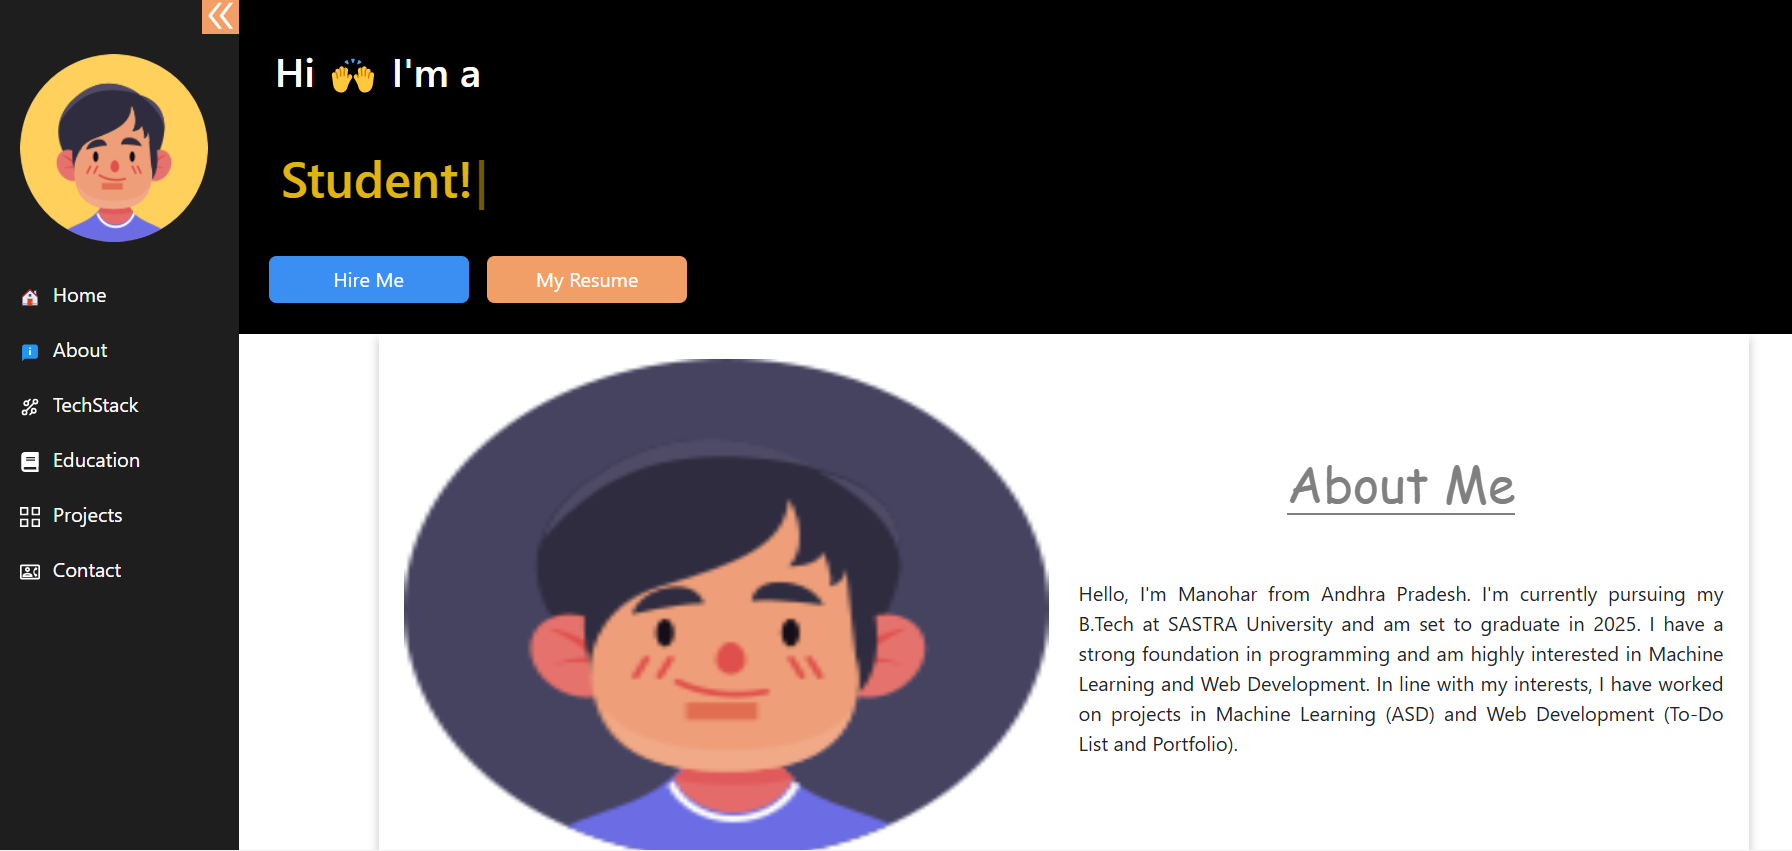 Home
About
TechStack
Education
Projects
Contact
Hi 🙌 I'm a
Student!
Hire Me
My Resume
About Me
Hello, I'm Manohar from Andhra Pradesh. I'm currently pursuing my
B.Tech at SASTRA University and am set to graduate in 2025. I have a
strong foundation in programming and am highly interested in Machine
Learning and Web Development. In line with my interests, I have worked
on projects in Machine Learning (ASD) and Web Development (To-Do
List and Portfolio).